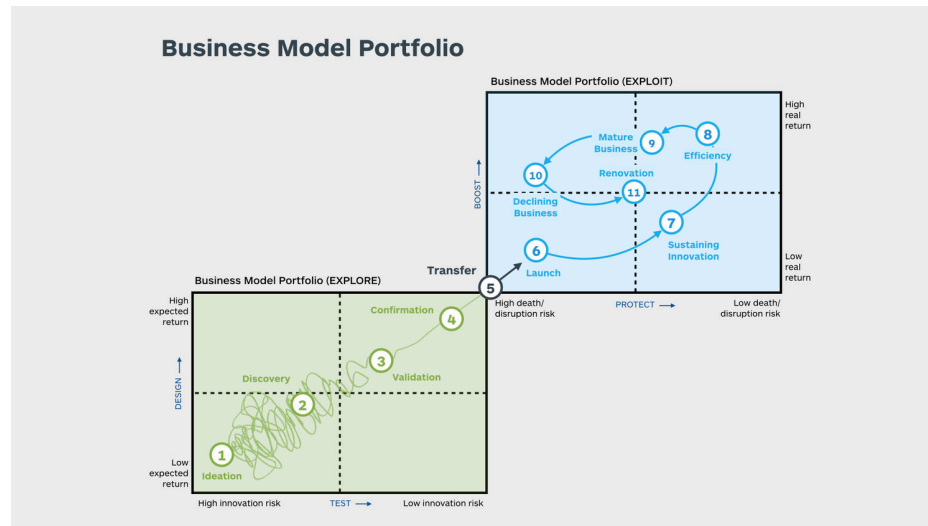 Business Model Portfolio
Business Model Portfolio (EXPLOIT)
High
real
return
8
Mature
Business
9
Efficiency
BOOST
10
Renovation
11
Declining
Business
7
6
Sustaining
Innovation
Launch
Low
real
return
Transfer
5
Business Model Portfolio (EXPLORE)
High death/
disruption risk
PROTECT
Low death/
disruption risk
High
expected
return
Confirmation
4
3
Validation
DESIGN
Discovery
2
1
Ideation
Low
expected
return
High innovation risk
TEST
Low innovation risk